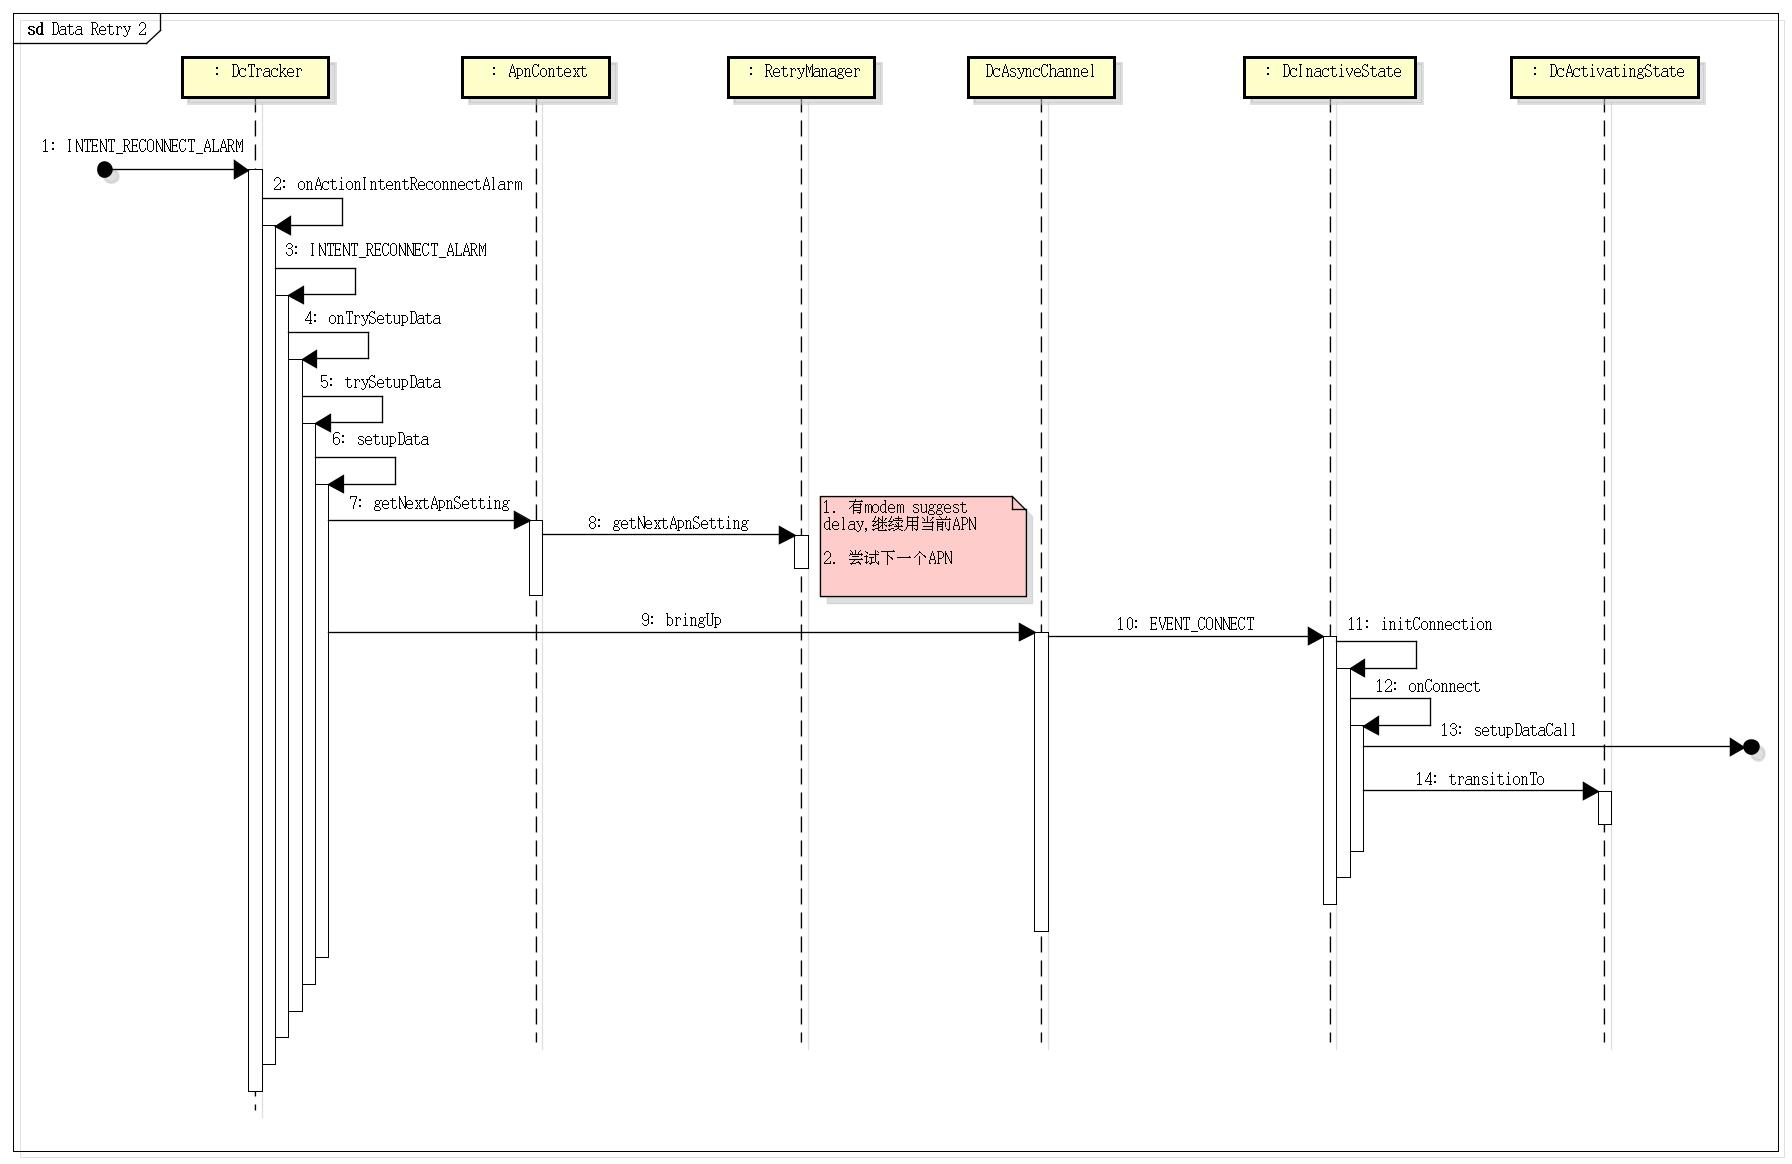 sd Data Retry 2
: DcTracker
: ApnContext
: RetryManager
DcAsyncChannel
: DcInactiveState
: DcActivatingState
1: INTENT_RECONNECT_ALARM
2: onActionIntentReconnectAlarm
3: INTENT_RECONNECT_ALARM
4: onTrySetupData
5: trySetupData
6: setupData
7: getNextApnSetting
8: getNextApnSetting
1. 有modem suggest
delay,继续用当前APN
2. 尝试下一个APN
9: bringUp
10: EVENT_CONNECT
11: initConnection
12: onConnect
13: setupDataCall
14: transitionTo